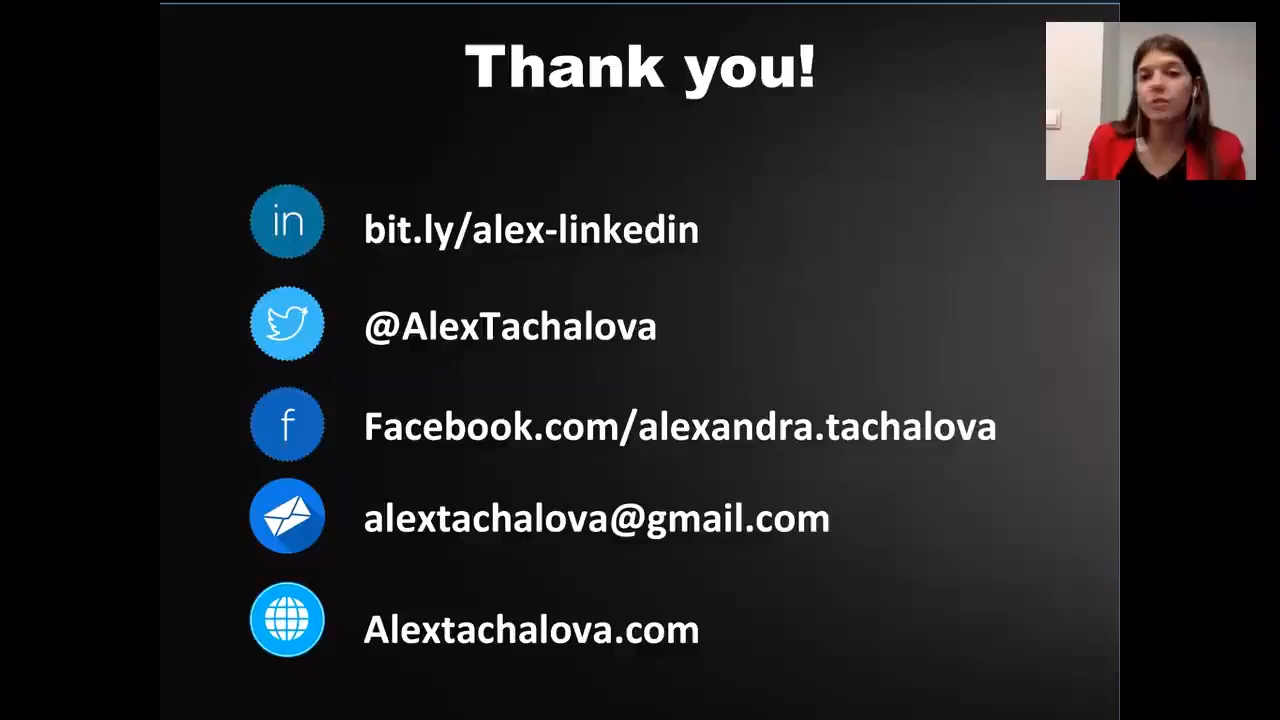 Thank you!
in
bit.ly/alex-linkedin
@AlexTachalova
f
Facebook.com/alexandra.tachalova
alextachalova@gmail.com
Alextachalova.com